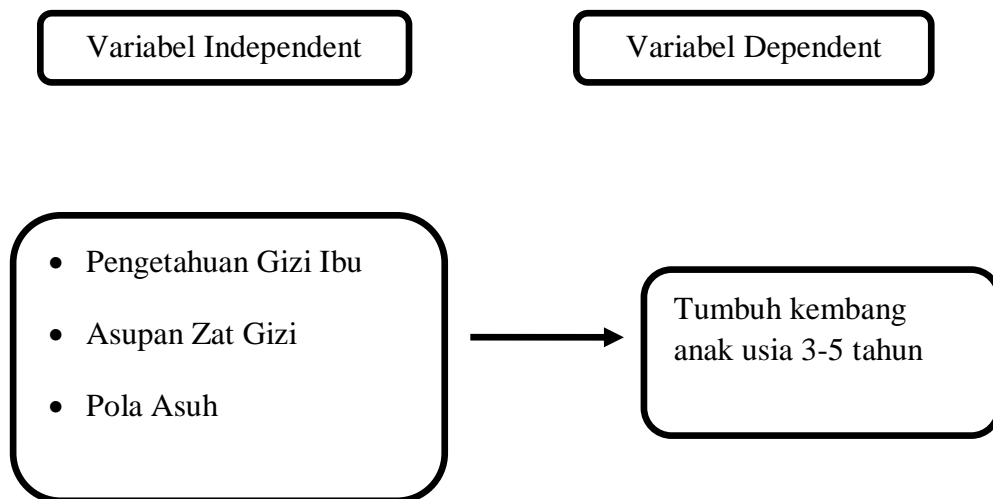 Variabel Independent
Variabel Dependent
• Pengetahuan Gizi Ibu
• Asupan Zat Gizi
• Pola Asuh
Tumbuh kembang
anak usia 3-5 tahun